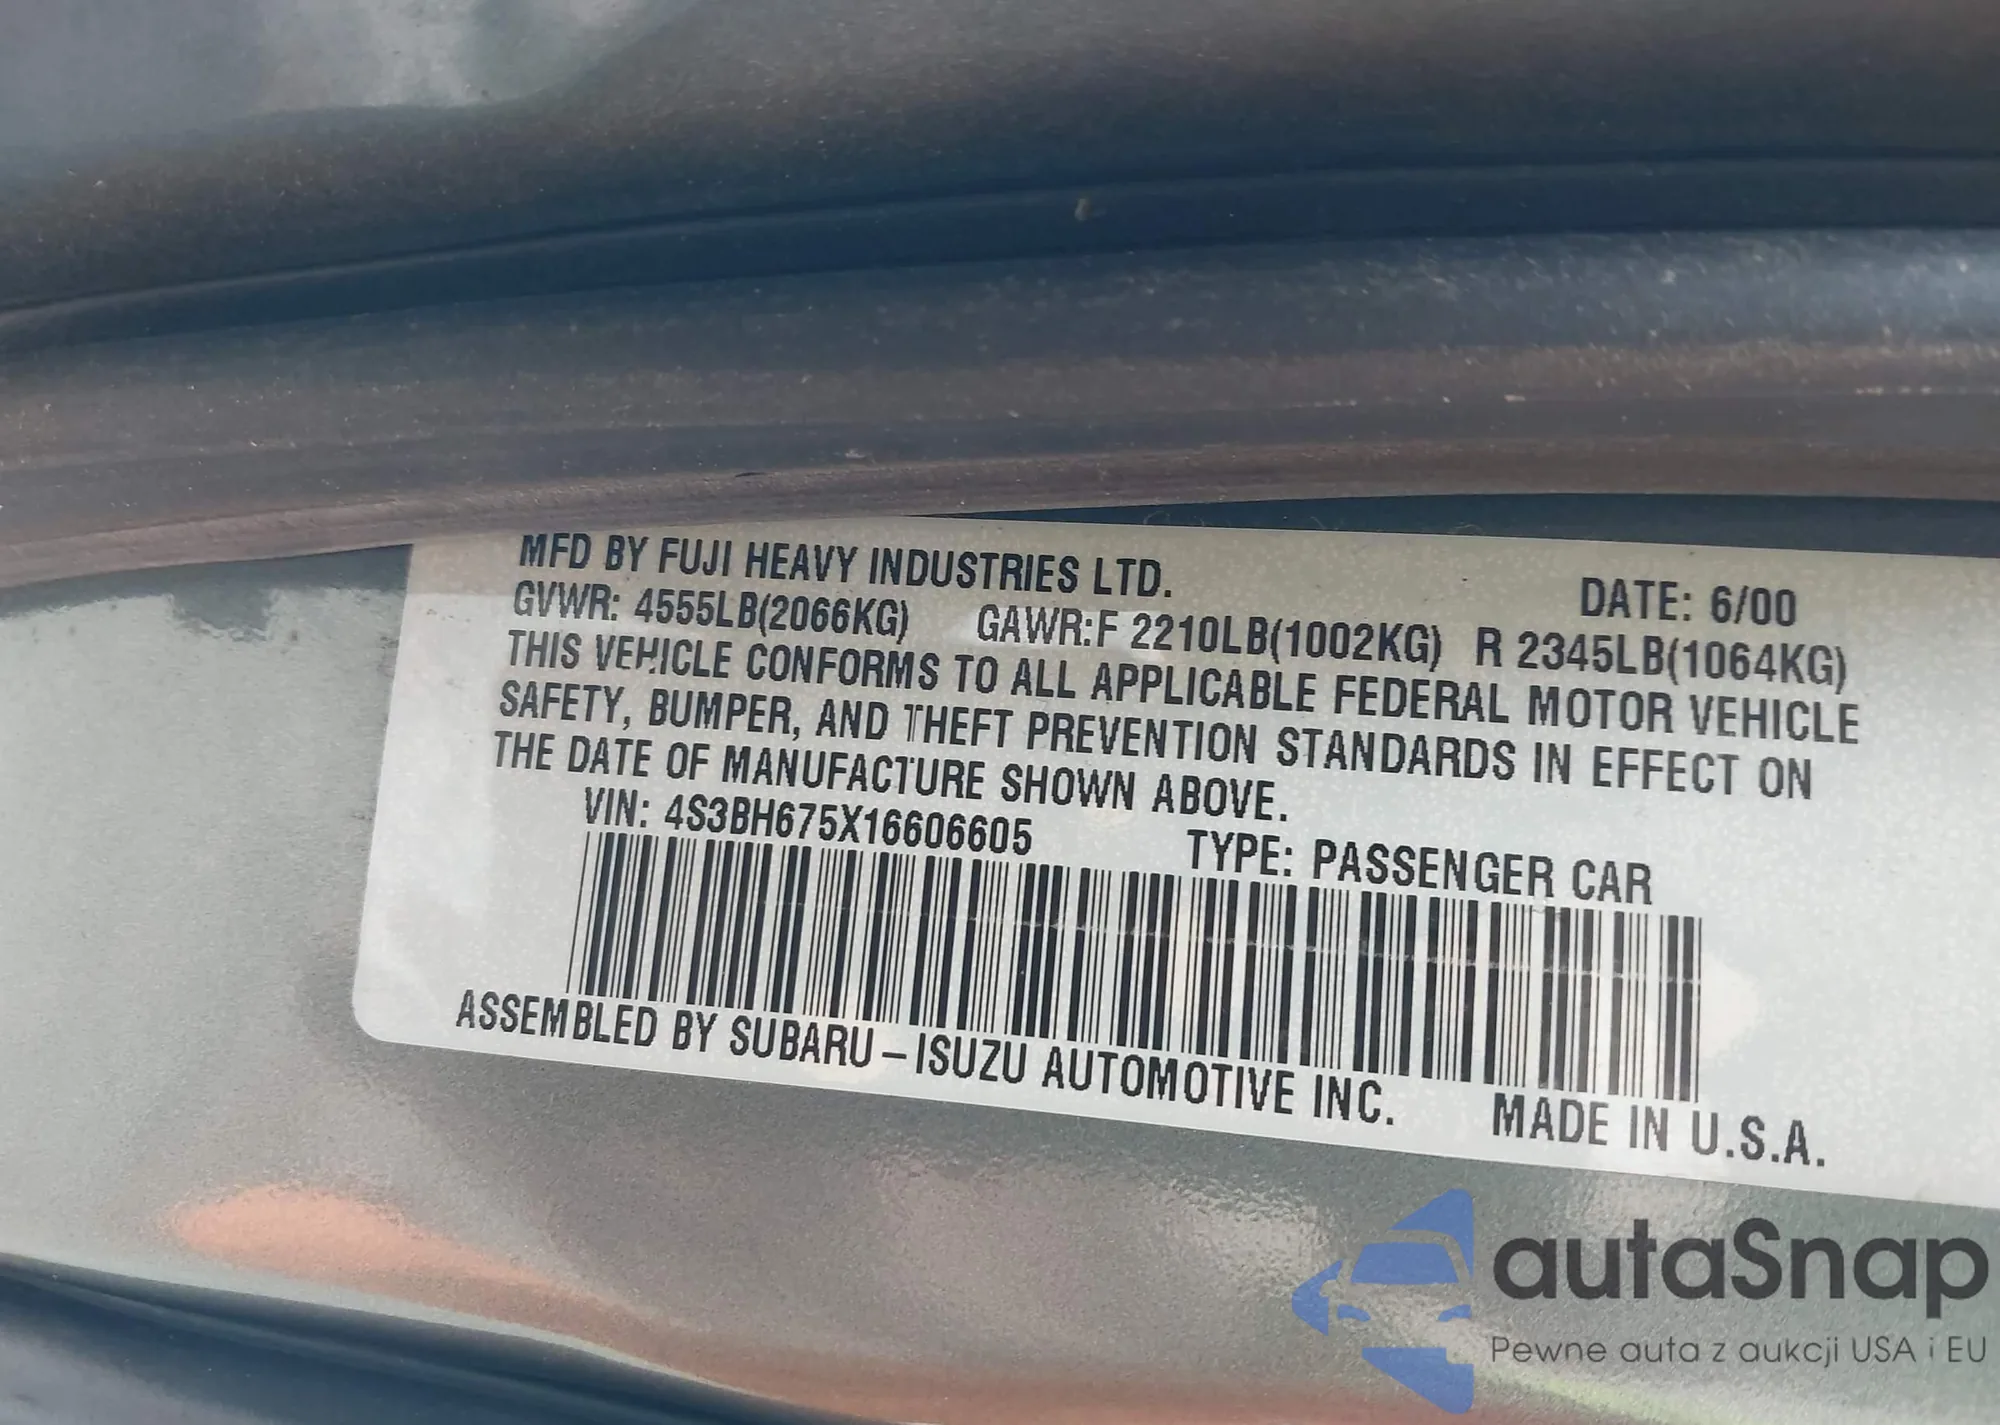 MFD BY FUJI HEAVY INDUSTRIES LTD. DATE: 6/00
GVWR: 4555LB(2066KG) GAWR:F 2210LB(1002KG) R 2345LB(1064KG)
THIS VEHICLE CONFORMS TO ALL APPLICABLE FEDERAL MOTOR VEHICLE
SAFETY, BUMPER, AND THEFT PREVENTION STANDARDS IN EFFECT ON
THE DATE OF MANUFACTURE SHOWN ABOVE.
VIN: 4S3BH675X16606605 TYPE: PASSENGER CAR
ASSEMBLED BY SUBARU – ISUZU AUTOMOTIVE INC. MADE IN U.S.A.
autaSnap
Pewne auta z aukcji USA i EU